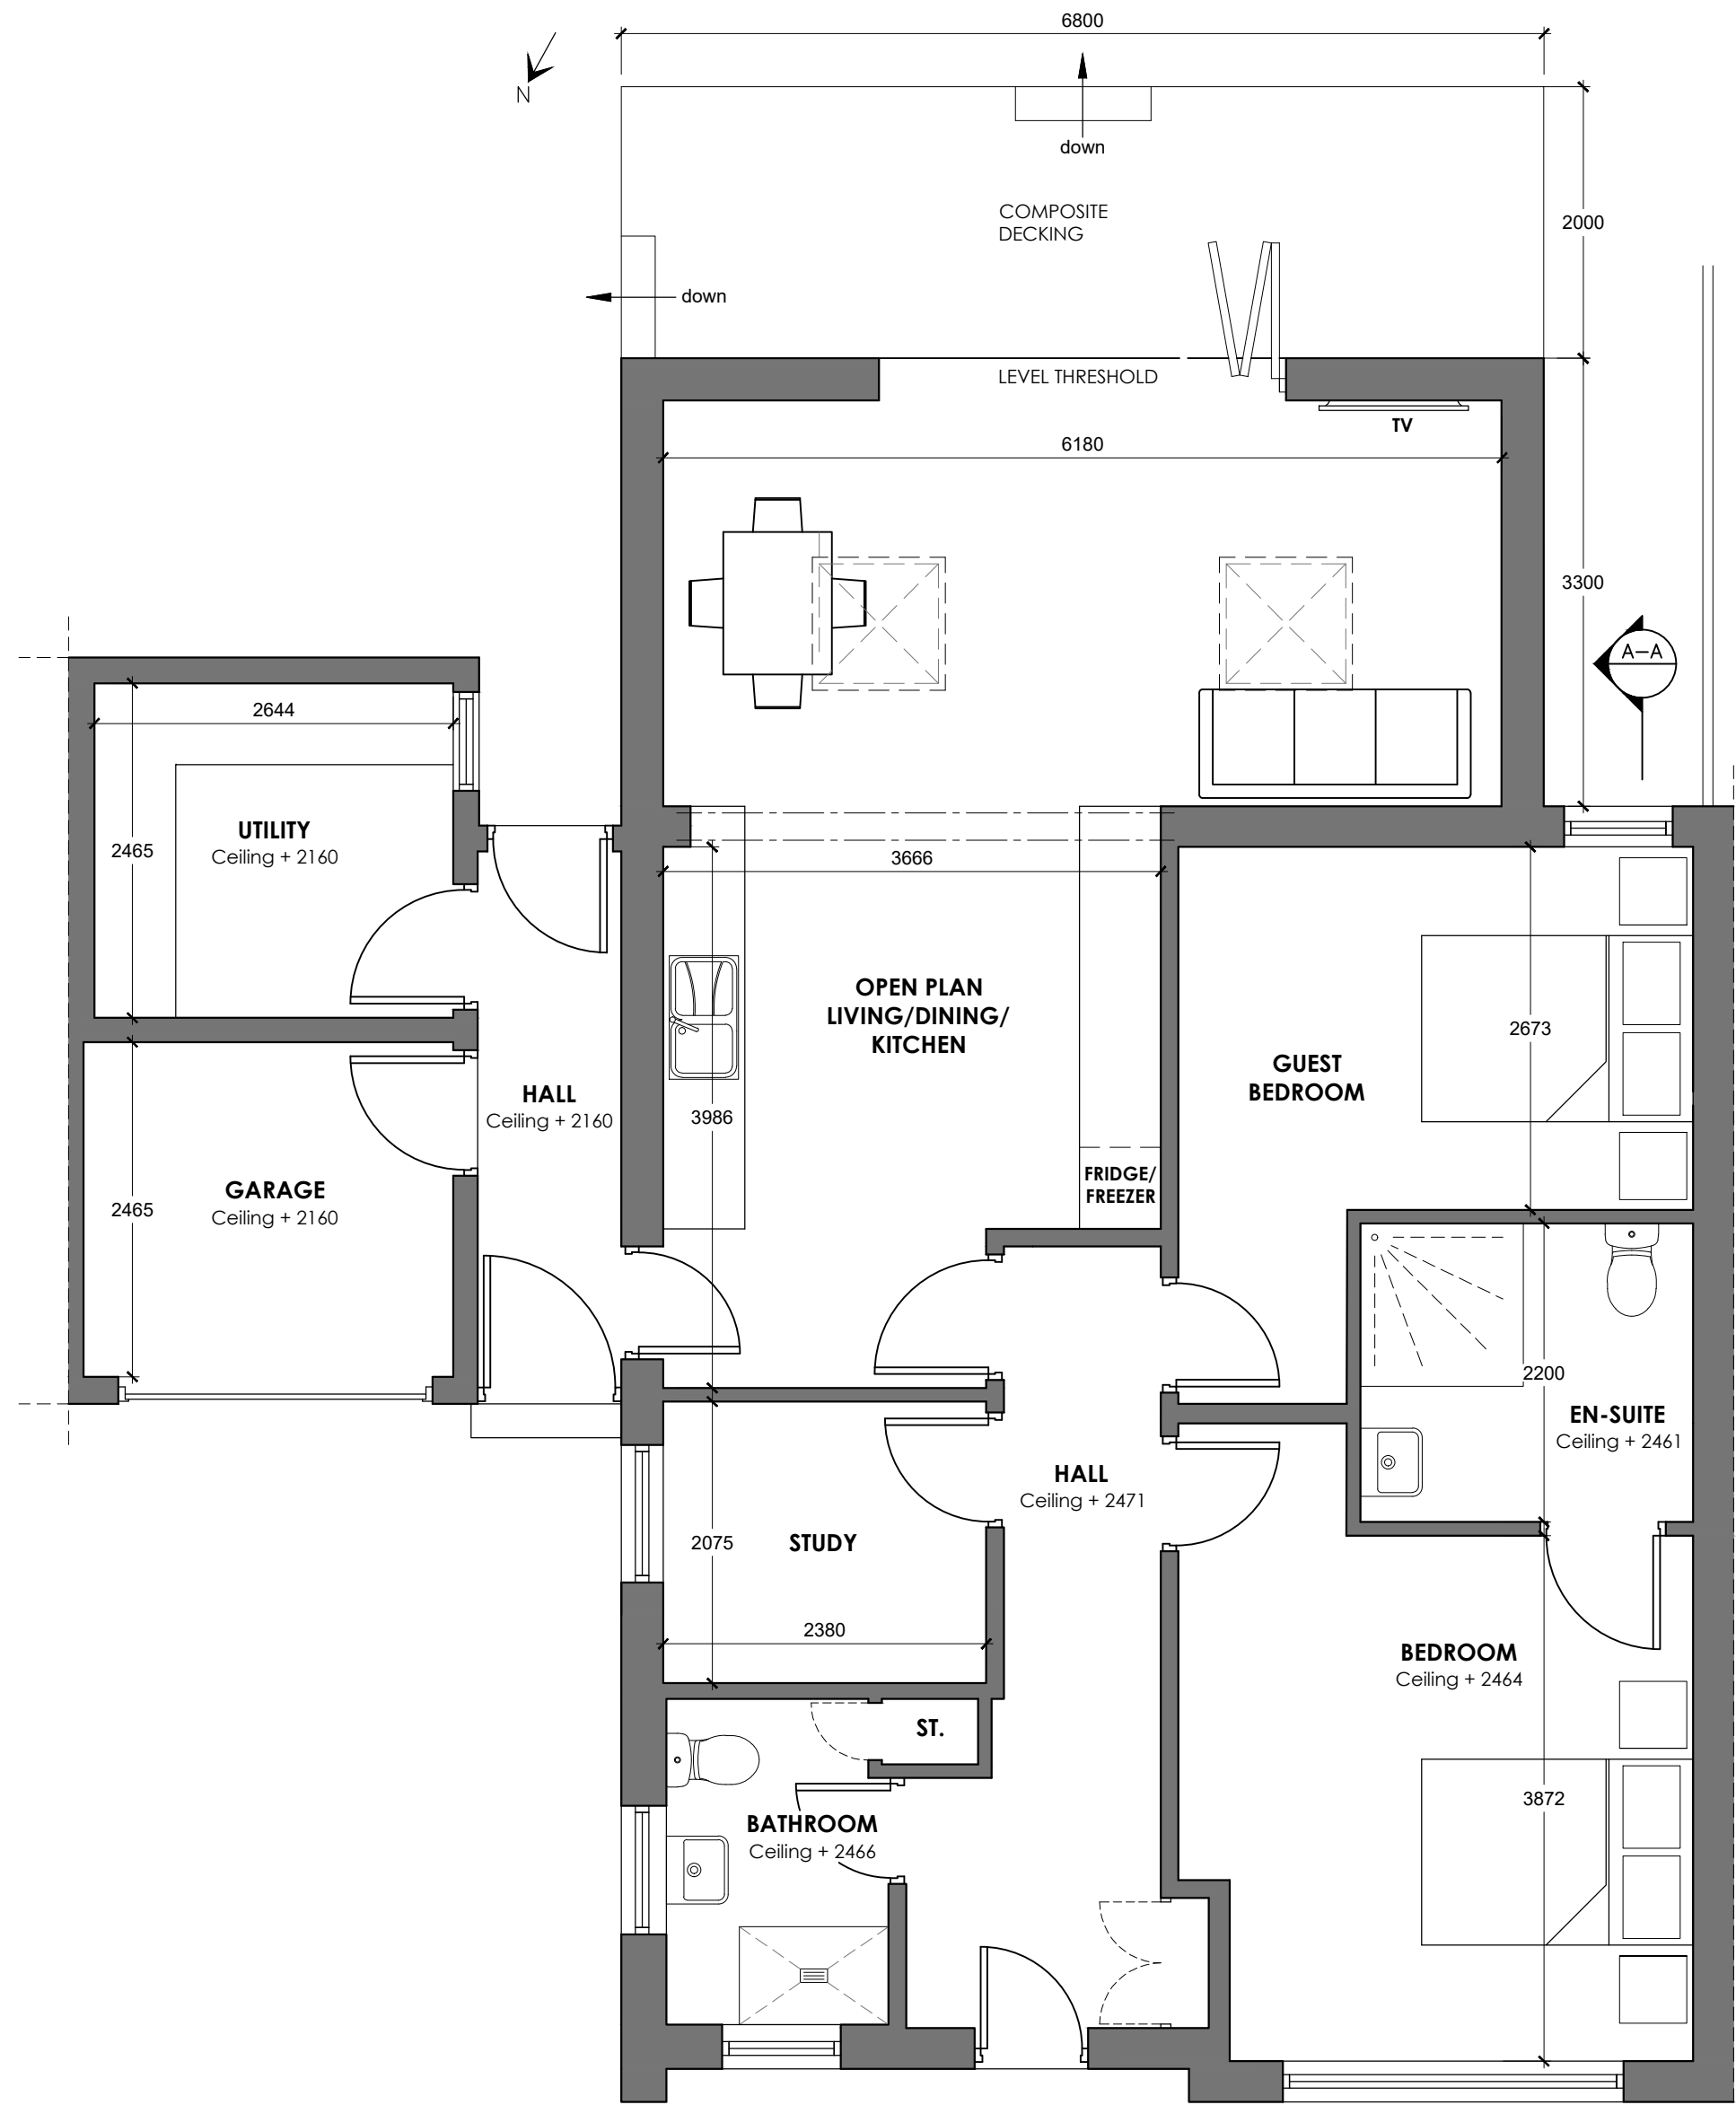 6800
N
down
COMPOSITE
DECKING
2000
down
LEVEL THRESHOLD
TV
6180
3300
A–A
2644
UTILITY
Ceiling + 2160
2465
3666
OPEN PLAN
LIVING/DINING/
KITCHEN
2673
GUEST
BEDROOM
HALL
Ceiling + 2160
3986
FRIDGE/
FREEZER
GARAGE
Ceiling + 2160
2465
2200
EN-SUITE
Ceiling + 2461
HALL
Ceiling + 2471
2075
STUDY
2380
BEDROOM
Ceiling + 2464
ST.
3872
BATHROOM
Ceiling + 2466